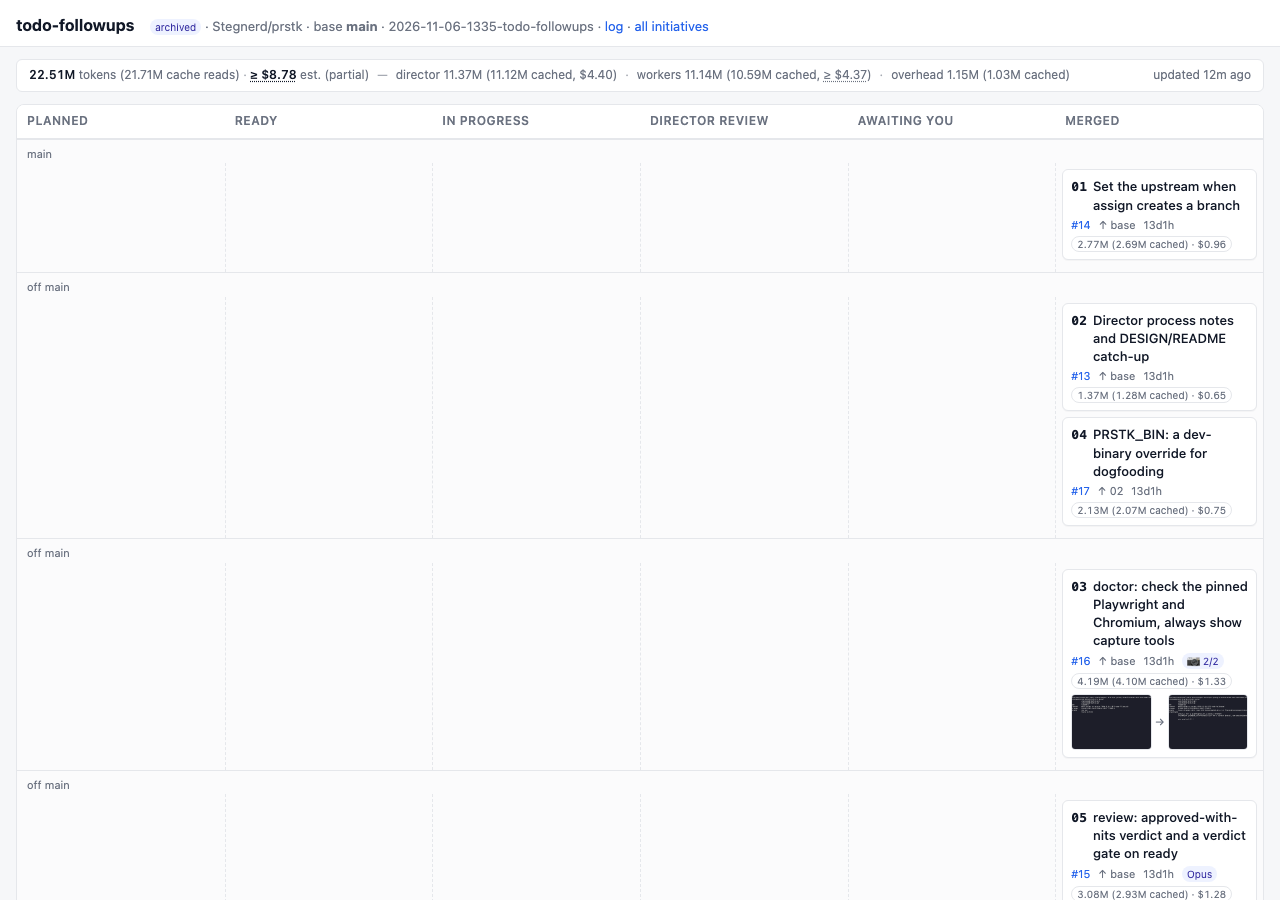 todo-followups archived · Stegnerd/prstk · base main · 2026-11-06-1335-todo-followups · log · all initiatives
22.51M tokens (21.71M cache reads) · ≥ $8.78 est. (partial) — director 11.37M (11.12M cached, $4.40) · workers 11.14M (10.59M cached, ≥ $4.37) · overhead 1.15M (1.03M cached) updated 12m ago
PLANNED READY IN PROGRESS DIRECTOR REVIEW AWAITING YOU MERGED
main
01 Set the upstream when
assign creates a branch
#14 ↑ base 13d1h
2.77M (2.69M cached) · $0.96
off main
02 Director process notes
and DESIGN/README
catch-up
#13 ↑ base 13d1h
1.37M (1.28M cached) · $0.65
04 PRSTK_BIN: a dev-
binary override for
dogfooding
#17 ↑ 02 13d1h
2.13M (2.07M cached) · $0.75
off main
03 doctor: check the pinned
Playwright and
Chromium, always show
capture tools
#16 ↑ base 13d1h 📷 2/2
4.19M (4.10M cached) · $1.33
→
off main
05 review: approved-with-
nits verdict and a verdict
gate on ready
#15 ↑ base 13d1h Opus
3.08M (2.93M cached) · $1.28